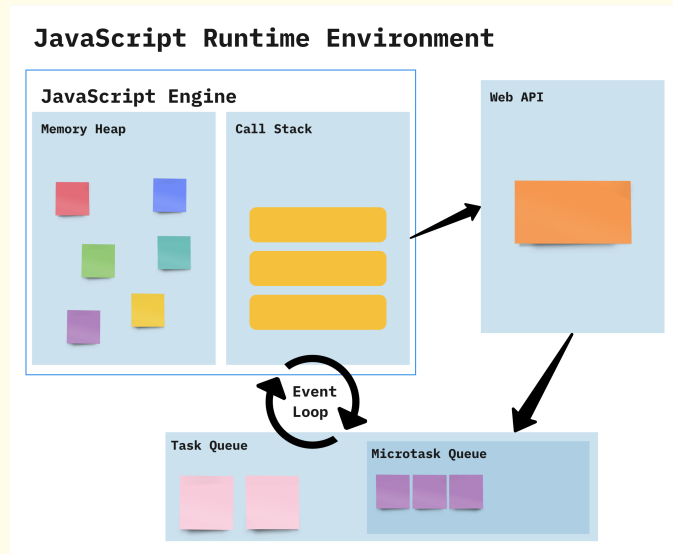 JavaScript Runtime Environment
JavaScript Engine
Memory Heap
Call Stack
Web API
Event
Loop
Task Queue
Microtask Queue